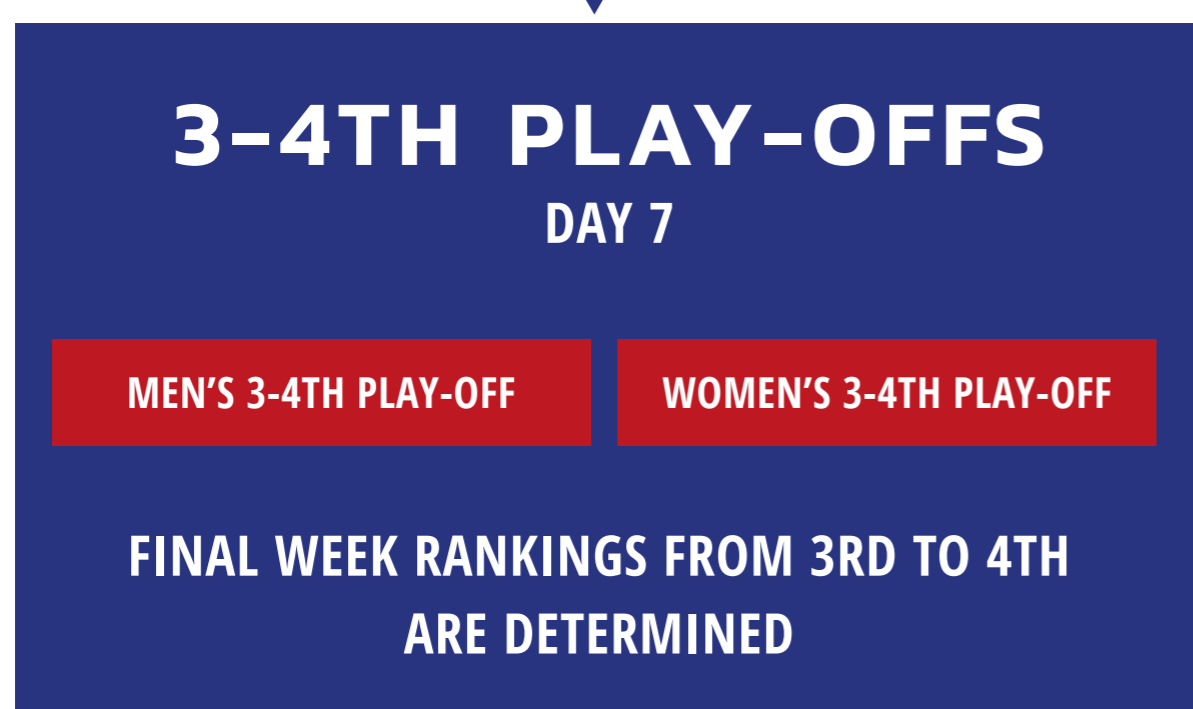 3-4TH PLAY-OFFS
DAY 7
MEN’S 3-4TH PLAY-OFF
WOMEN’S 3-4TH PLAY-OFF
FINAL WEEK RANKINGS FROM 3RD TO 4TH
ARE DETERMINED